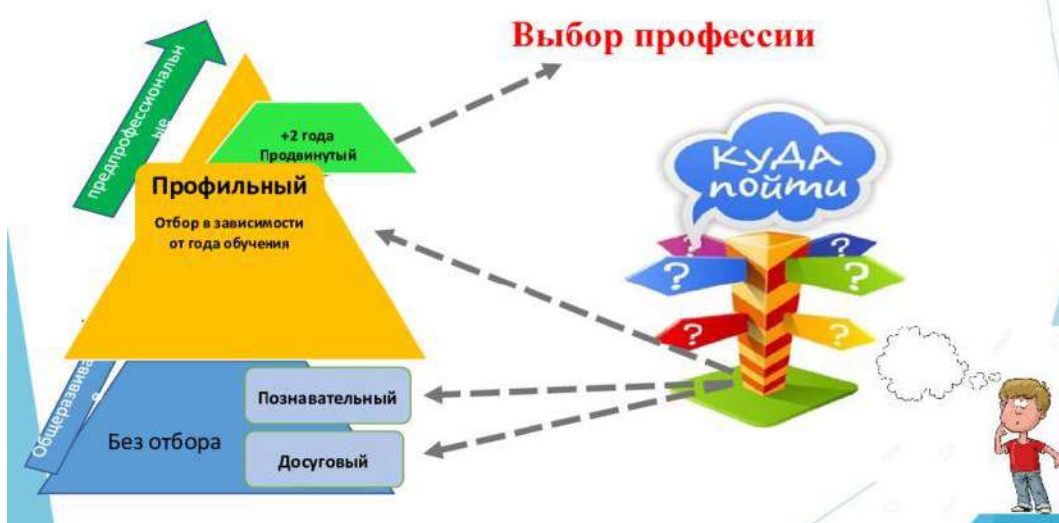 Выбор профессии
предпрофессиональн
ые
+2 года
Продвинутый
Профильный
Отбор в зависимости
от года обучения
КУДА
пойти
?
?
?
?
?
?
Общеразвива
Познавательный
Без отбора
Досуговый